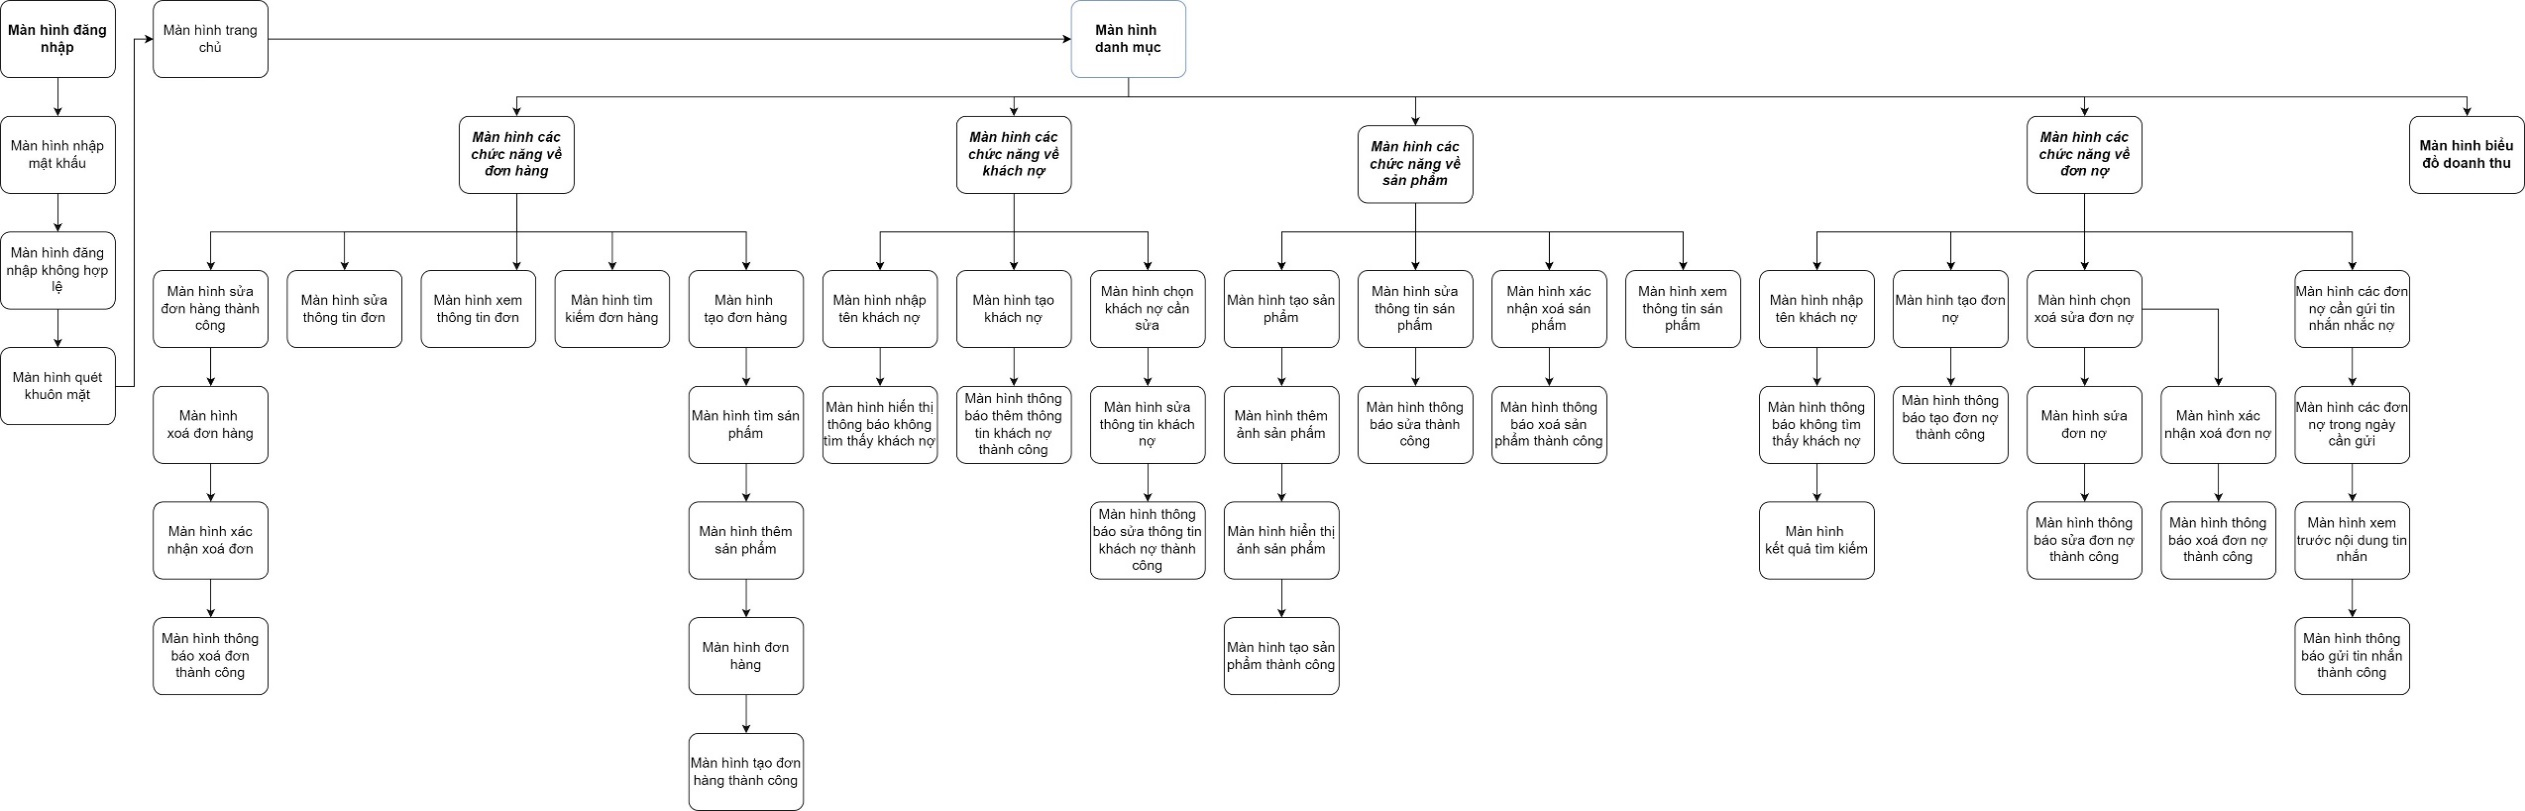 Màn hình đăng
nhập
Màn hình trang
chủ
Màn hình
danh mục
Màn hình nhập
mật khẩu
Màn hình đăng
nhập không hợp
lệ
Màn hình quét
khuôn mặt
Màn hình các
chức năng về
đơn hàng
Màn hình các
chức năng về
khách nợ
Màn hình các
chức năng về
sản phẩm
Màn hình các
chức năng về
đơn nợ
Màn hình biểu
đồ doanh thu
Màn hình sửa
đơn hàng thành
công
Màn hình sửa
thông tin đơn
Màn hình xem
thông tin đơn
Màn hình tìm
kiếm đơn hàng
Màn hình
tạo đơn hàng
Màn hình nhập
tên khách nợ
Màn hình tạo
khách nợ
Màn hình chọn
khách nợ cần
sửa
Màn hình tạo sản
phẩm
Màn hình sửa
thông tin sản
phẩm
Màn hình xác
nhận xoá sản
phẩm
Màn hình xem
thông tin sản
phẩm
Màn hình nhập
tên khách nợ
Màn hình tạo đơn
nợ
Màn hình chọn
xoá sửa đơn nợ
Màn hình các đơn
nợ cần gửi tin
nhắn nhắc nợ
Màn hình
xoá đơn hàng
Màn hình tìm sản
phẩm
Màn hình hiển thị
thông báo không
tìm thấy khách nợ
Màn hình thông
báo thêm thông
tin khách nợ
thành công
Màn hình sửa
thông tin khách
nợ
Màn hình thêm
ảnh sản phẩm
Màn hình thông
báo sửa thành
công
Màn hình thông
báo xoá sản
phẩm thành công
Màn hình thông
báo không tìm
thấy khách nợ
Màn hình thông
báo tạo đơn nợ
thành công
Màn hình sửa
đơn nợ
Màn hình xác
nhận xoá đơn nợ
Màn hình các đơn
nợ trong ngày
cần gửi
Màn hình xác
nhận xoá đơn
Màn hình thêm
sản phẩm
Màn hình thông
báo sửa thông tin
khách nợ thành
công
Màn hình hiển thị
ảnh sản phẩm
Màn hình
kết quả tìm kiếm
Màn hình thông
báo sửa đơn nợ
thành công
Màn hình thông
báo xoá đơn nợ
thành công
Màn hình xem
trước nội dung tin
nhắn
Màn hình thông
báo xoá đơn
thành công
Màn hình đơn
hàng
Màn hình tạo sản
phẩm thành công
Màn hình thông
báo gửi tin nhắn
thành công
Màn hình tạo đơn
hàng thành công